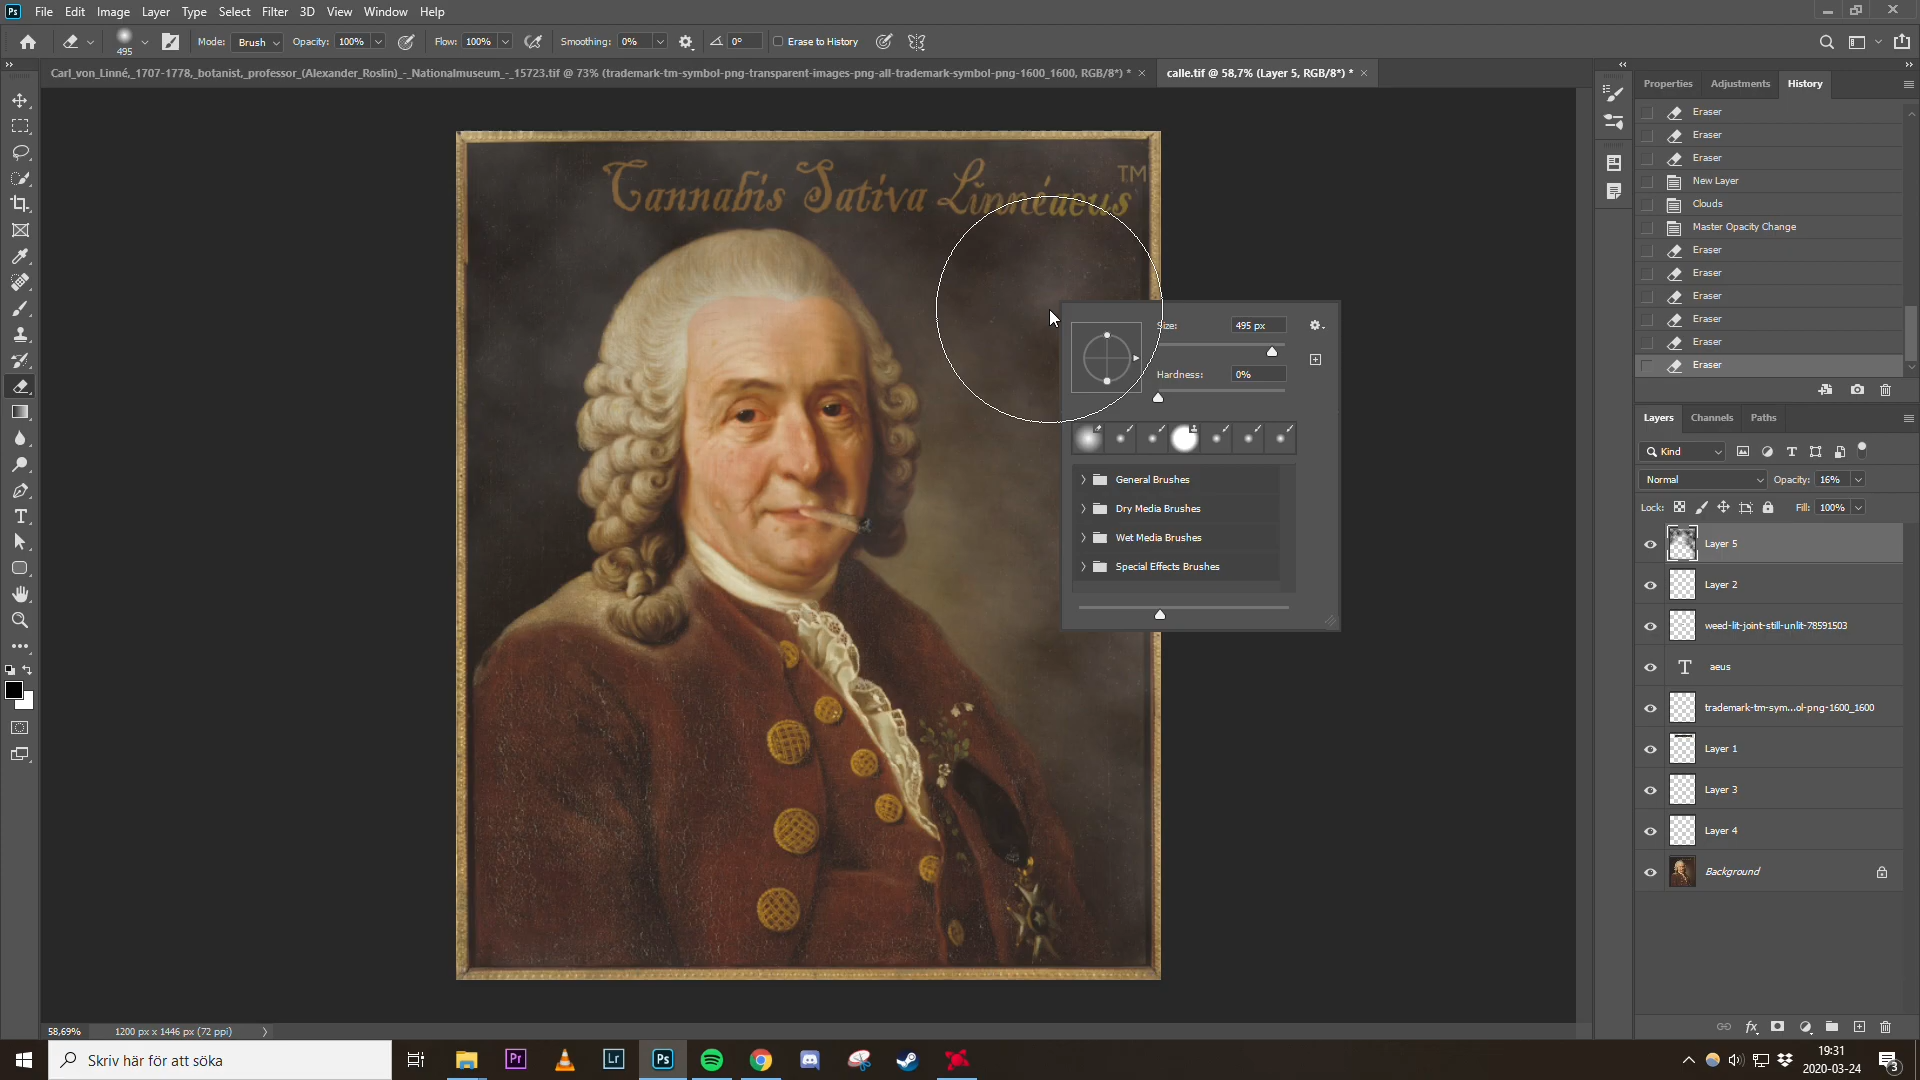 File Edit Image Layer Type Select Filter 3D View Window Help
495 Mode: Brush Opacity: 100% Flow: 100% Smoothing: 0% 0° Erase to History
Carl_von_Linné,_1707-1778,_botanist,_professor_(Alexander_Roslin)_-_Nationalmuseum_-_15723.tif @ 73% (trademark-tm-symbol-png-transparent-images-png-all-trademark-symbol-png-1600_1600, RGB/8*) *
calle.tif @ 58,7% (Layer 5, RGB/8*) *
Cannabis Sativa Linnéaeus TM
Size: 495 px
Hardness: 0%
General Brushes
Dry Media Brushes
Wet Media Brushes
Special Effects Brushes
Properties Adjustments History
Eraser
Eraser
Eraser
New Layer
Clouds
Master Opacity Change
Eraser
Eraser
Eraser
Eraser
Eraser
Eraser
Layers Channels Paths
Kind
Normal Opacity: 16%
Lock: Fill: 100%
Layer 5
Layer 2
weed-lit-joint-still-unlit-78591503
T aeus
trademark-tm-sym...ol-png-1600_1600
Layer 1
Layer 3
Layer 4
Background
58,69% 1200 px x 1446 px (72 ppi)
Skriv här för att söka
Pr Lr Ps
19:31
2020-03-24
3